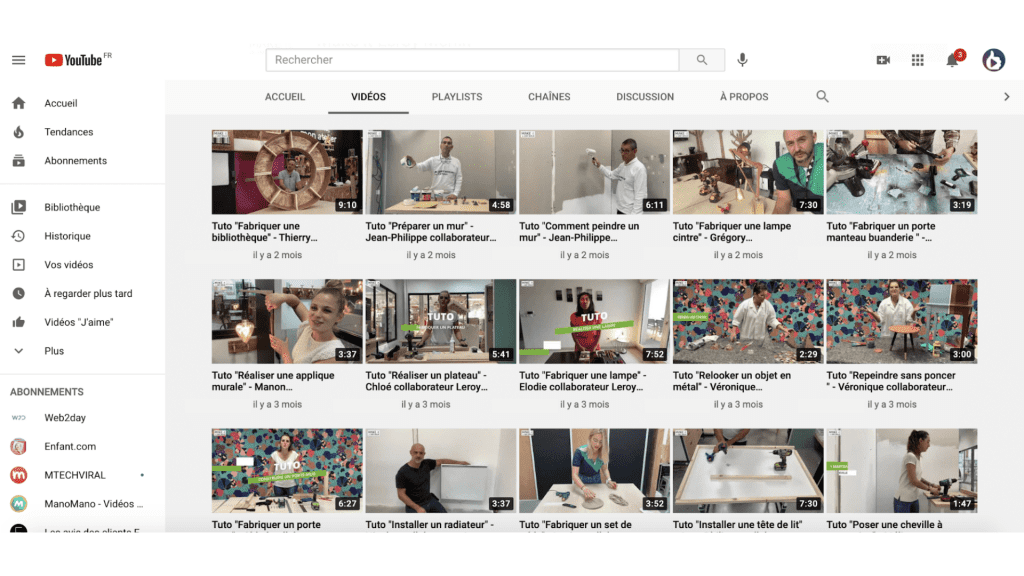 YouTube FR
Rechercher
3
Accueil
Tendances
Abonnements
Bibliothèque
Historique
Vos vidéos
À regarder plus tard
Vidéos "J'aime"
Plus
ABONNEMENTS
Web2day
Enfant.com
MTECHVIRAL
ManoMano - Vidéos ...
ACCUEIL
VIDÉOS
PLAYLISTS
CHAÎNES
DISCUSSION
À PROPOS
9:10
4:58
6:11
7:30
3:19
Tuto "Fabriquer une
bibliothèque" - Thierry...
il y a 2 mois
Tuto "Préparer un mur" -
Jean-Philippe collaborateur...
il y a 2 mois
Tuto "Comment peindre un
mur" - Jean-Philippe...
il y a 2 mois
Tuto "Fabriquer une lampe
cintre" - Grégory...
il y a 2 mois
Tuto "Fabriquer un porte
manteau buanderie " -...
il y a 2 mois
3:37
TUTO
FABRIQUER UN PLATEAU
5:41
TUTO
RÉALISEZ UNE LAMPE
7:52
2:29
3:00
Tuto "Réaliser une applique
murale" - Manon...
il y a 3 mois
Tuto "Réaliser un plateau" -
Chloé collaborateur Leroy...
il y a 3 mois
Tuto "Fabriquer une lampe" -
Elodie collaborateur Leroy...
il y a 3 mois
Tuto "Relooker un objet en
métal" - Véronique...
il y a 3 mois
Tuto "Repeindre sans poncer
" - Véronique collaborateur...
il y a 3 mois
TUTO
6:27
3:37
3:52
7:30
1:47
Tuto "Fabriquer un porte
Tuto "Installer un radiateur" -
Tuto "Fabriquer un set de
Tuto "Installer une tête de lit"
Tuto "Poser une cheville à